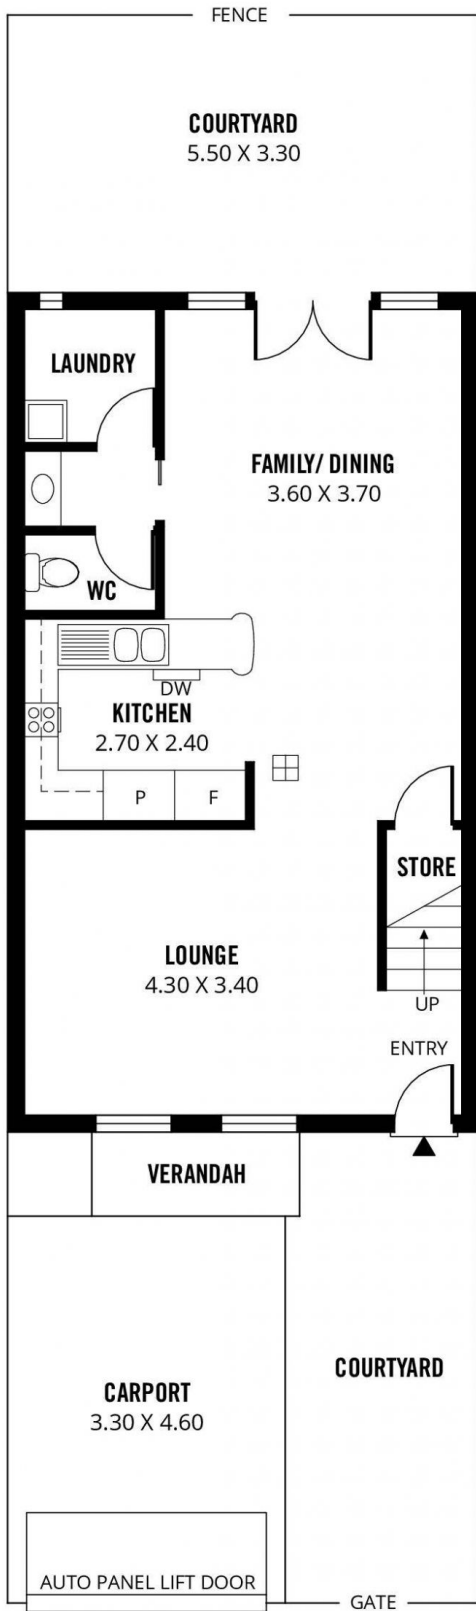 FENCE
COURTYARD
5.50 X 3.30
LAUNDRY
FAMILY/ DINING
3.60 X 3.70
WC
DW
KITCHEN
2.70 X 2.40
P
F
STORE
LOUNGE
4.30 X 3.40
UP
ENTRY
VERANDAH
COURTYARD
CARPORT
3.30 X 4.60
AUTO PANEL LIFT DOOR
GATE